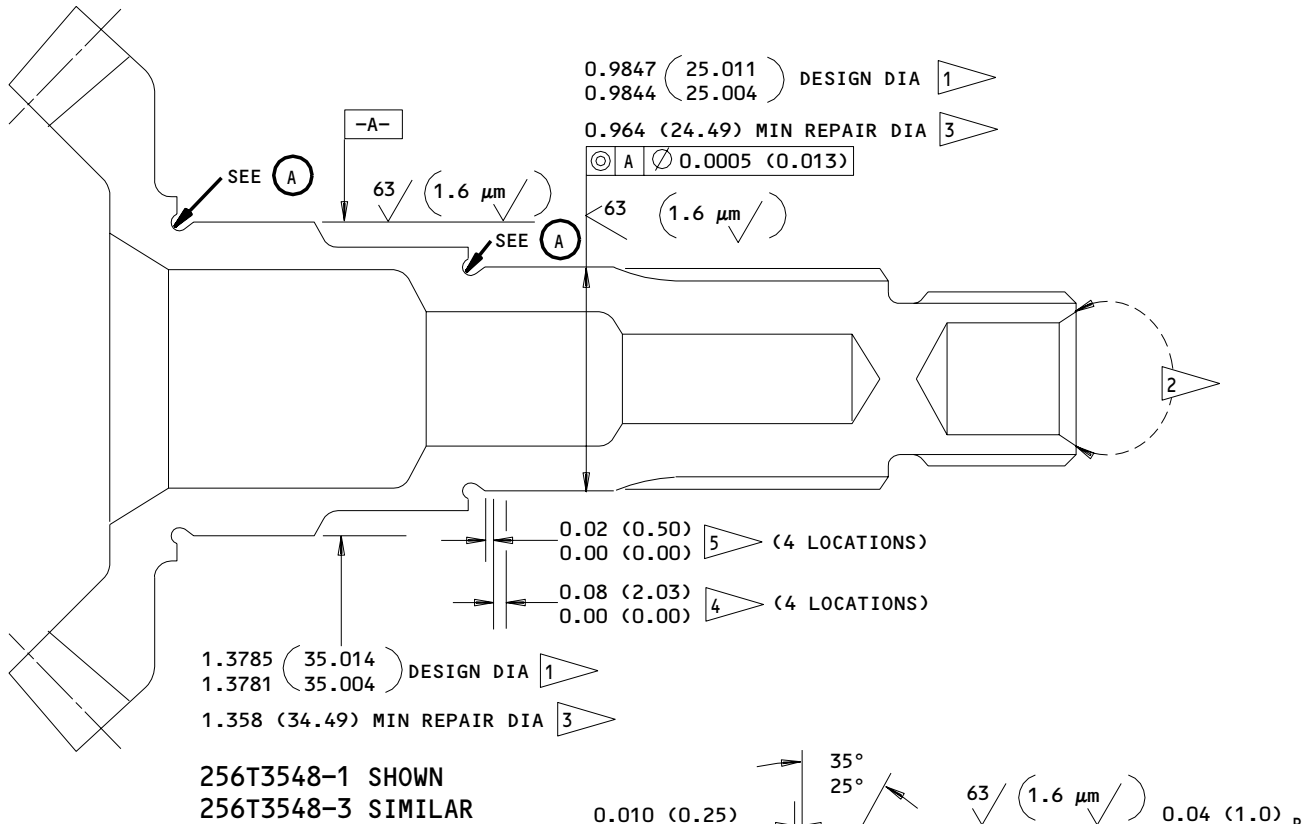 0.9847 (25.011) DESIGN DIA 1
0.9844 (25.004)
0.964 (24.49) MIN REPAIR DIA 3
◎ A ∅ 0.0005 (0.013)
-A-
SEE A
63 (1.6 µm)
63 (1.6 µm)
SEE A
2
0.02 (0.50)
0.00 (0.00) 5 (4 LOCATIONS)
0.08 (2.03)
0.00 (0.00) 4 (4 LOCATIONS)
1.3785 (35.014) DESIGN DIA 1
1.3781 (35.004)
1.358 (34.49) MIN REPAIR DIA 3
256T3548-1 SHOWN
256T3548-3 SIMILAR
35°
25°
0.010 (0.25)
63 (1.6 µm)
0.04 (1.0)